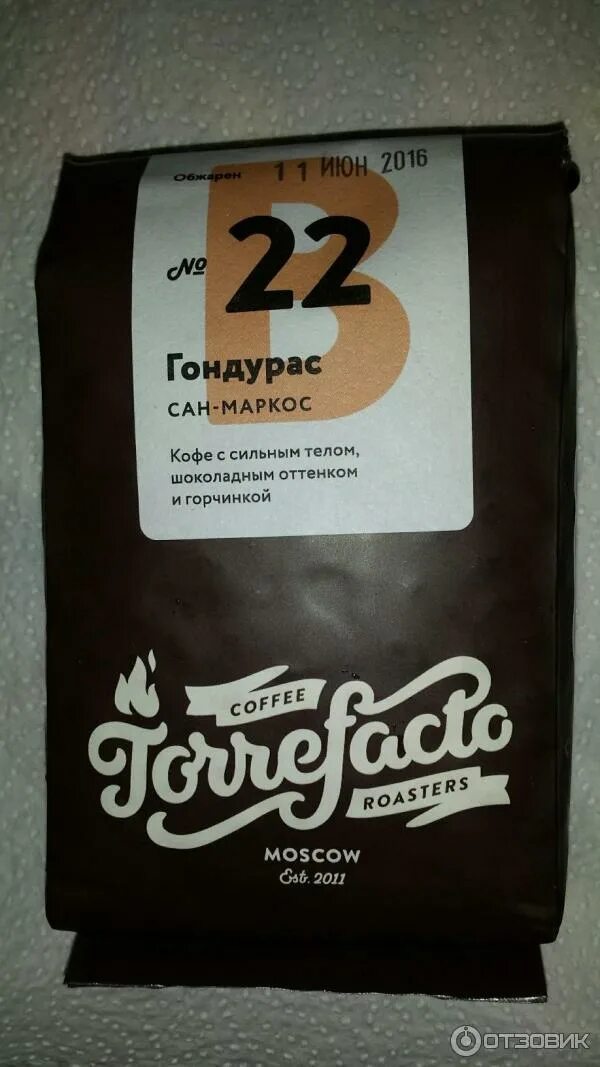 Обжарен 11 ИЮН 2016
B
№ 22
Гондурас
САН-МАРКОС
Кофе с сильным телом,
шоколадным оттенком
и горчинкой
COFFEE
Torrefacto
ROASTERS
MOSCOW
Est. 2011
ОТЗОВИК